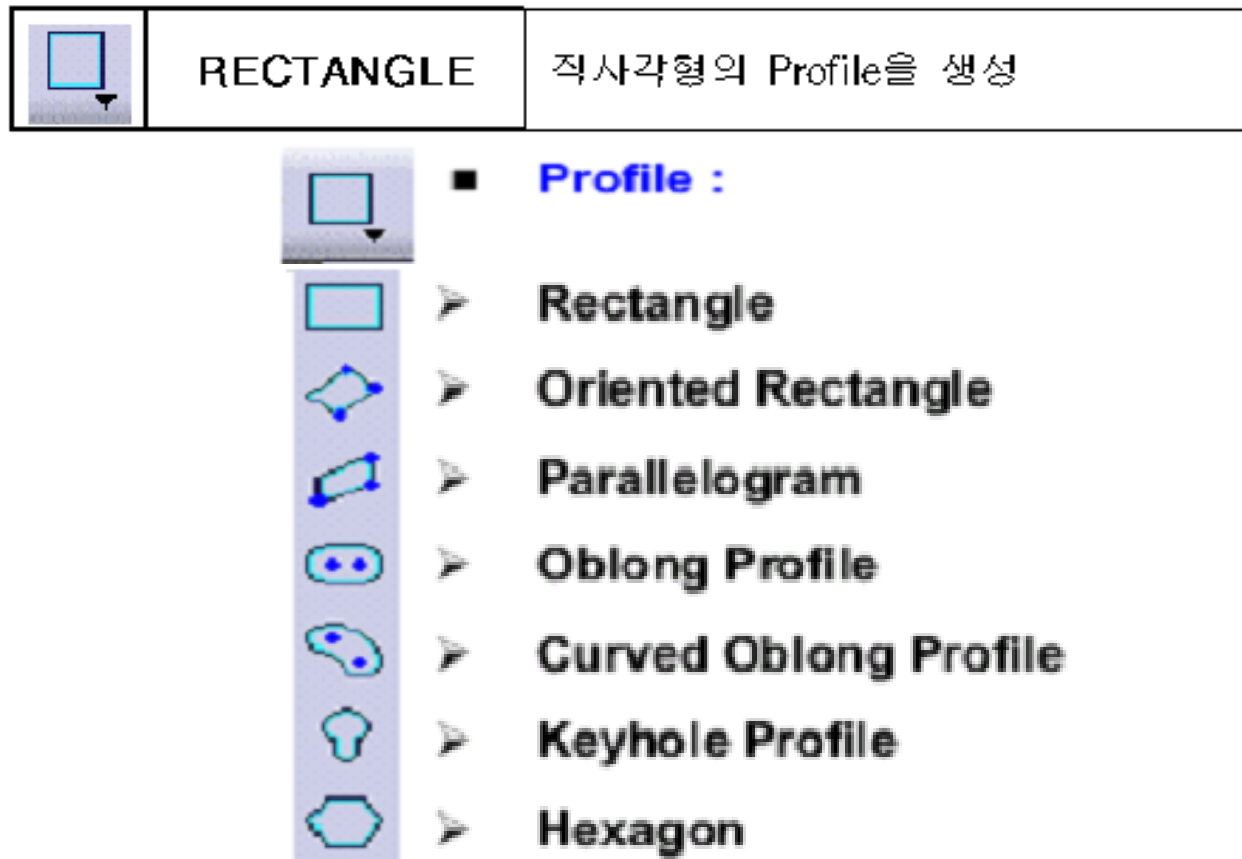 RECTANGLE 직사각형의 Profile을 생성
■ Profile :
➢ Rectangle
➢ Oriented Rectangle
➢ Parallelogram
➢ Oblong Profile
➢ Curved Oblong Profile
➢ Keyhole Profile
➢ Hexagon